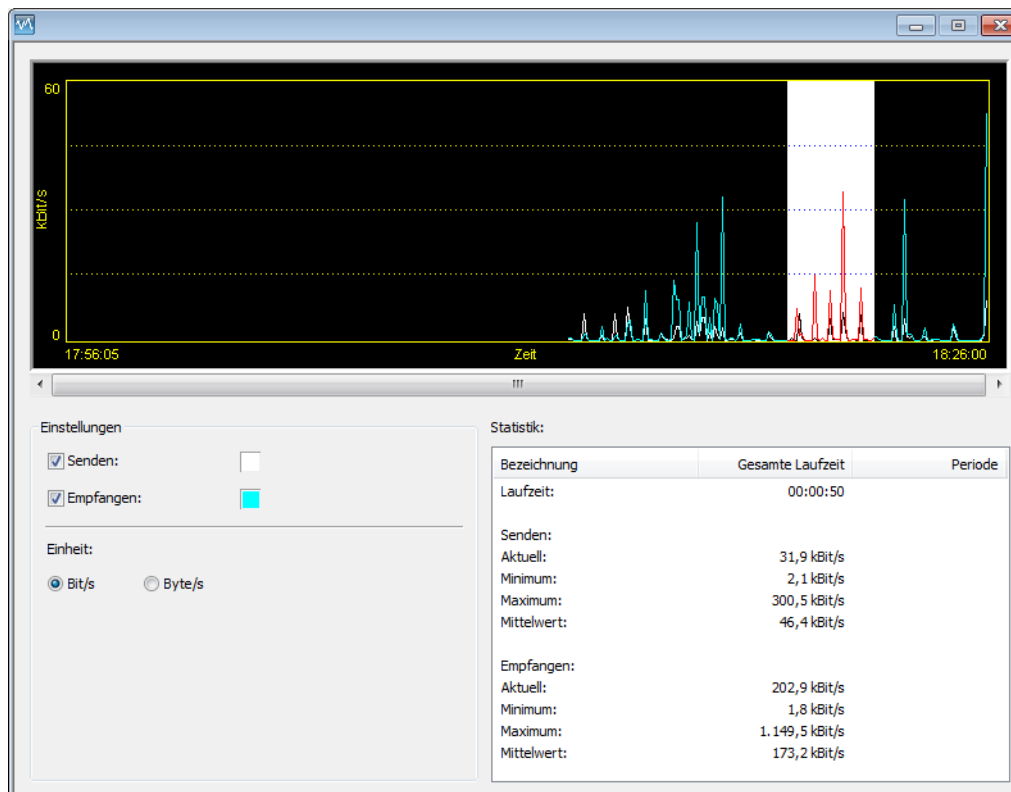 60
kBit/s
0
17:56:05 Zeit 18:26:00
Einstellungen
Senden:
Empfangen:
Einheit:
Bit/s Byte/s
Statistik:
Bezeichnung Gesamte Laufzeit Periode
Laufzeit: 00:00:50
Senden:
Aktuell: 31,9 kBit/s
Minimum: 2,1 kBit/s
Maximum: 300,5 kBit/s
Mittelwert: 46,4 kBit/s
Empfangen:
Aktuell: 202,9 kBit/s
Minimum: 1,8 kBit/s
Maximum: 1.149,5 kBit/s
Mittelwert: 173,2 kBit/s